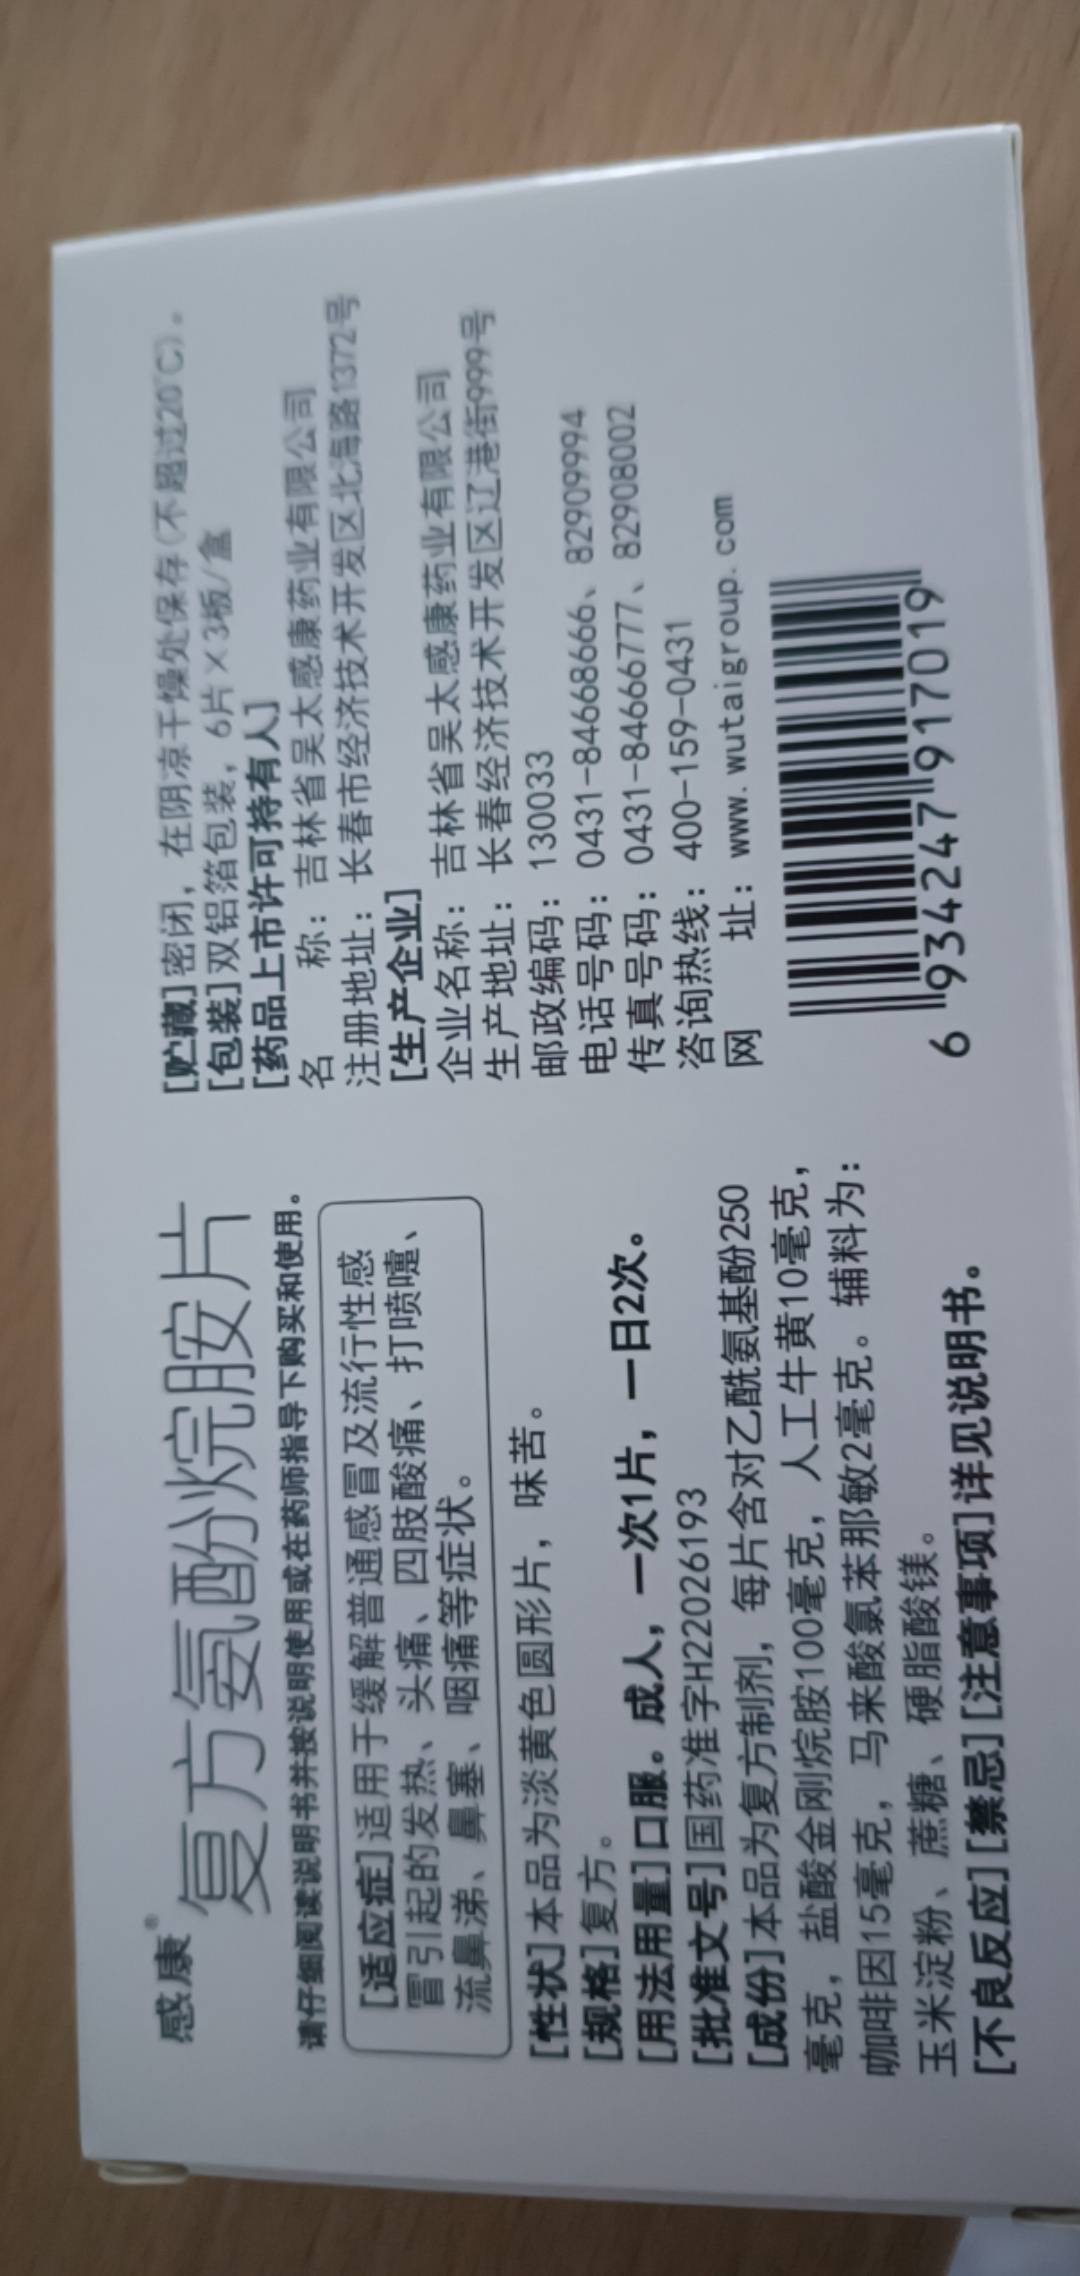 感康®
复方氨酚烷胺片
请仔细阅读说明书并按说明使用或在药师指导下购买和使用。
[适应症]适用于缓解普通感冒及流行性感
冒引起的发热、头痛、四肢酸痛、打喷嚏、
流鼻涕、鼻塞、咽痛等症状。
[性状]本品为淡黄色圆形片，味苦。
[规格]复方。
[用法用量]口服。成人，一次1片，一日2次。
[批准文号]国药准字H22026193
[成份]本品为复方制剂，每片含对乙酰氨基酚250
毫克，盐酸金刚烷胺100毫克，人工牛黄10毫克，
咖啡因15毫克，马来酸氯苯那敏2毫克。辅料为：
玉米淀粉、蔗糖、硬脂酸镁。
[不良反应][禁忌][注意事项]详见说明书。
[贮藏]密闭，在阴凉干燥处保存(不超过20℃)。
[包装]双铝箔包装，6片×3板/盒
[药品上市许可持有人]
名 称：吉林省吴太感康药业有限公司
注册地址：长春市经济技术开发区北海路1372号
[生产企业]
企业名称：吉林省吴太感康药业有限公司
生产地址：长春经济技术开发区辽港街999号
邮政编码：130033
电话号码：0431-84668666、82909994
传真号码：0431-84666777、82908002
咨询热线：400-159-0431
网 址：www.wutaigroup.com
6 934247 917019